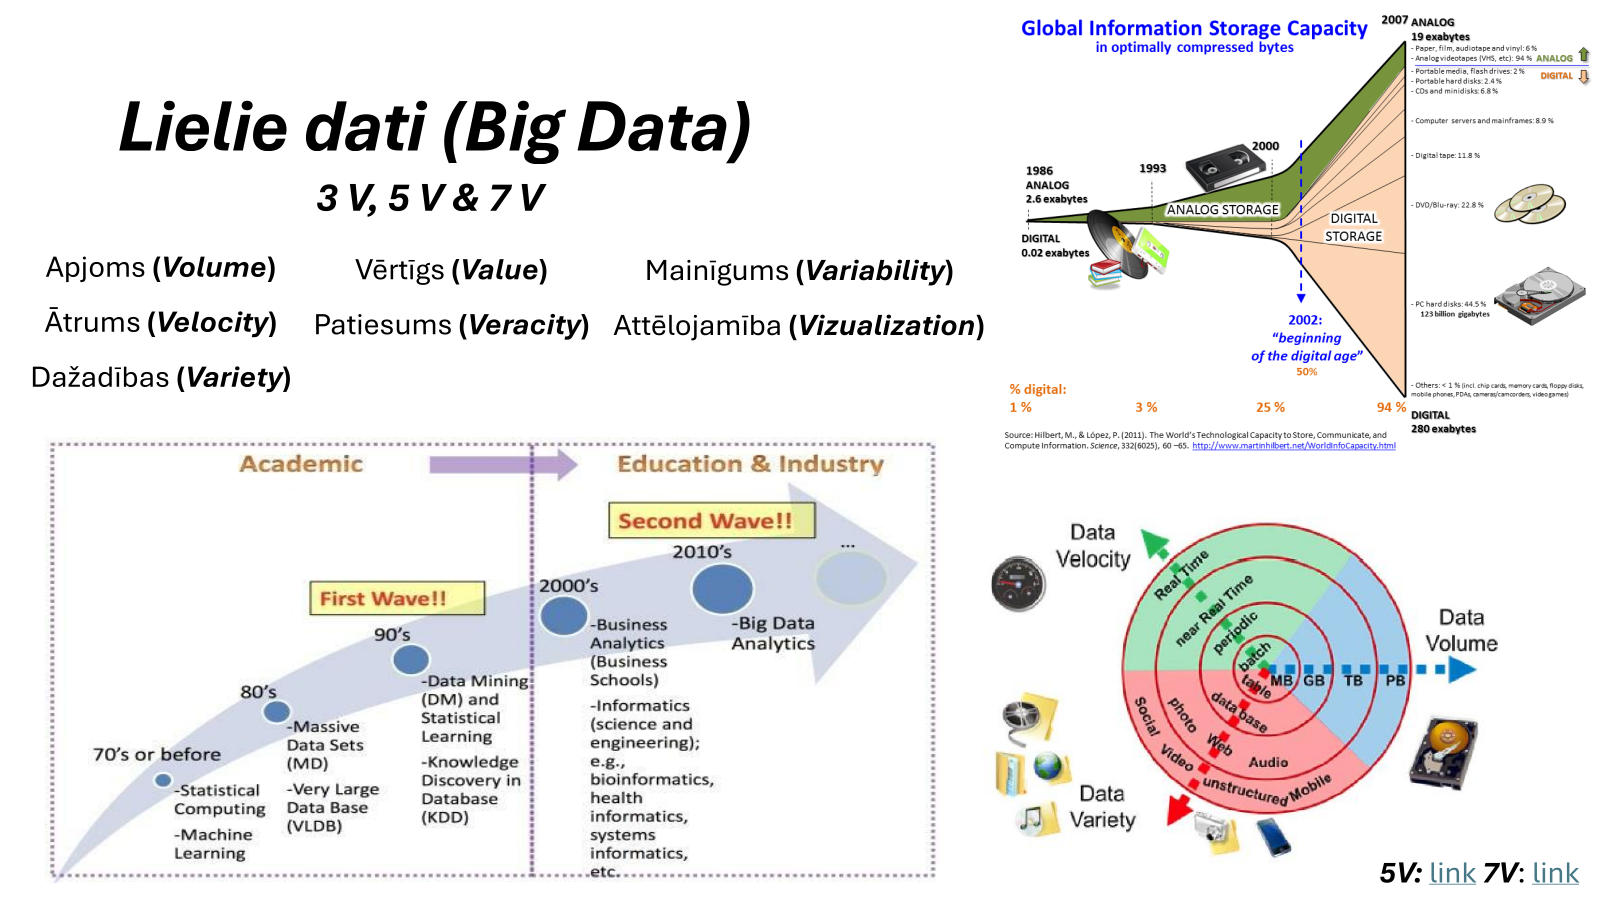 Lielie dati (Big Data)
3 V, 5 V & 7 V
Apjoms (Volume)
Ātrums (Velocity)
Dažadības (Variety)
Vērtīgs (Value)
Patiesums (Veracity)
Mainīgums (Variability)
Attēlojamība (Vizualization)
Global Information Storage Capacity
in optimally compressed bytes
2007
ANALOG
19 exabytes
- Paper, film, audiotape and vinyl: 6 %
- Analog videotapes (VHS, etc): 94 %
ANALOG
- Portable media, flash drives: 2 %
DIGITAL
- Portable hard disks: 2.4 %
- CDs and minidisks: 6.8 %
- Computer servers and mainframes: 8.9 %
- Digital tape: 11.8 %
- DVD/Blu-ray: 22.8 %
- PC hard disks: 44.5 %
123 billion gigabytes
- Others: < 1 % (incl. chip cards, memory cards, floppy disks,
mobile phones, PDAs, cameras/camcorders, video games)
DIGITAL
280 exabytes
1986
ANALOG
2.6 exabytes
DIGITAL
0.02 exabytes
1993
2000
ANALOG STORAGE
DIGITAL
STORAGE
2002:
“beginning
of the digital age”
50%
% digital:
1 %
3 %
25 %
94 %
Source: Hilbert, M., & López, P. (2011). The World’s Technological Capacity to Store, Communicate, and
Compute Information. Science, 332(6025), 60 –65. http://www.martinhilbert.net/WorldInfoCapacity.html
Academic
Education & Industry
First Wave!!
Second Wave!!
70’s or before
-Statistical
Computing
-Machine
Learning
80’s
-Massive
Data Sets
(MD)
-Very Large
Data Base
(VLDB)
90’s
-Data Mining
(DM) and
Statistical
Learning
-Knowledge
Discovery in
Database
(KDD)
2000’s
-Business
Analytics
(Business
Schools)
-Informatics
(science and
engineering);
e.g.,
bioinformatics,
health
informatics,
systems
informatics,
etc.
2010’s
-Big Data
Analytics
...
Data
Velocity
Real Time
near Real Time
periodic
batch
Data
Volume
MB
GB
TB
PB
table
data base
photo
Web
Audio
Social
Video
unstructured
Mobile
Data
Variety
5V: link 7V: link